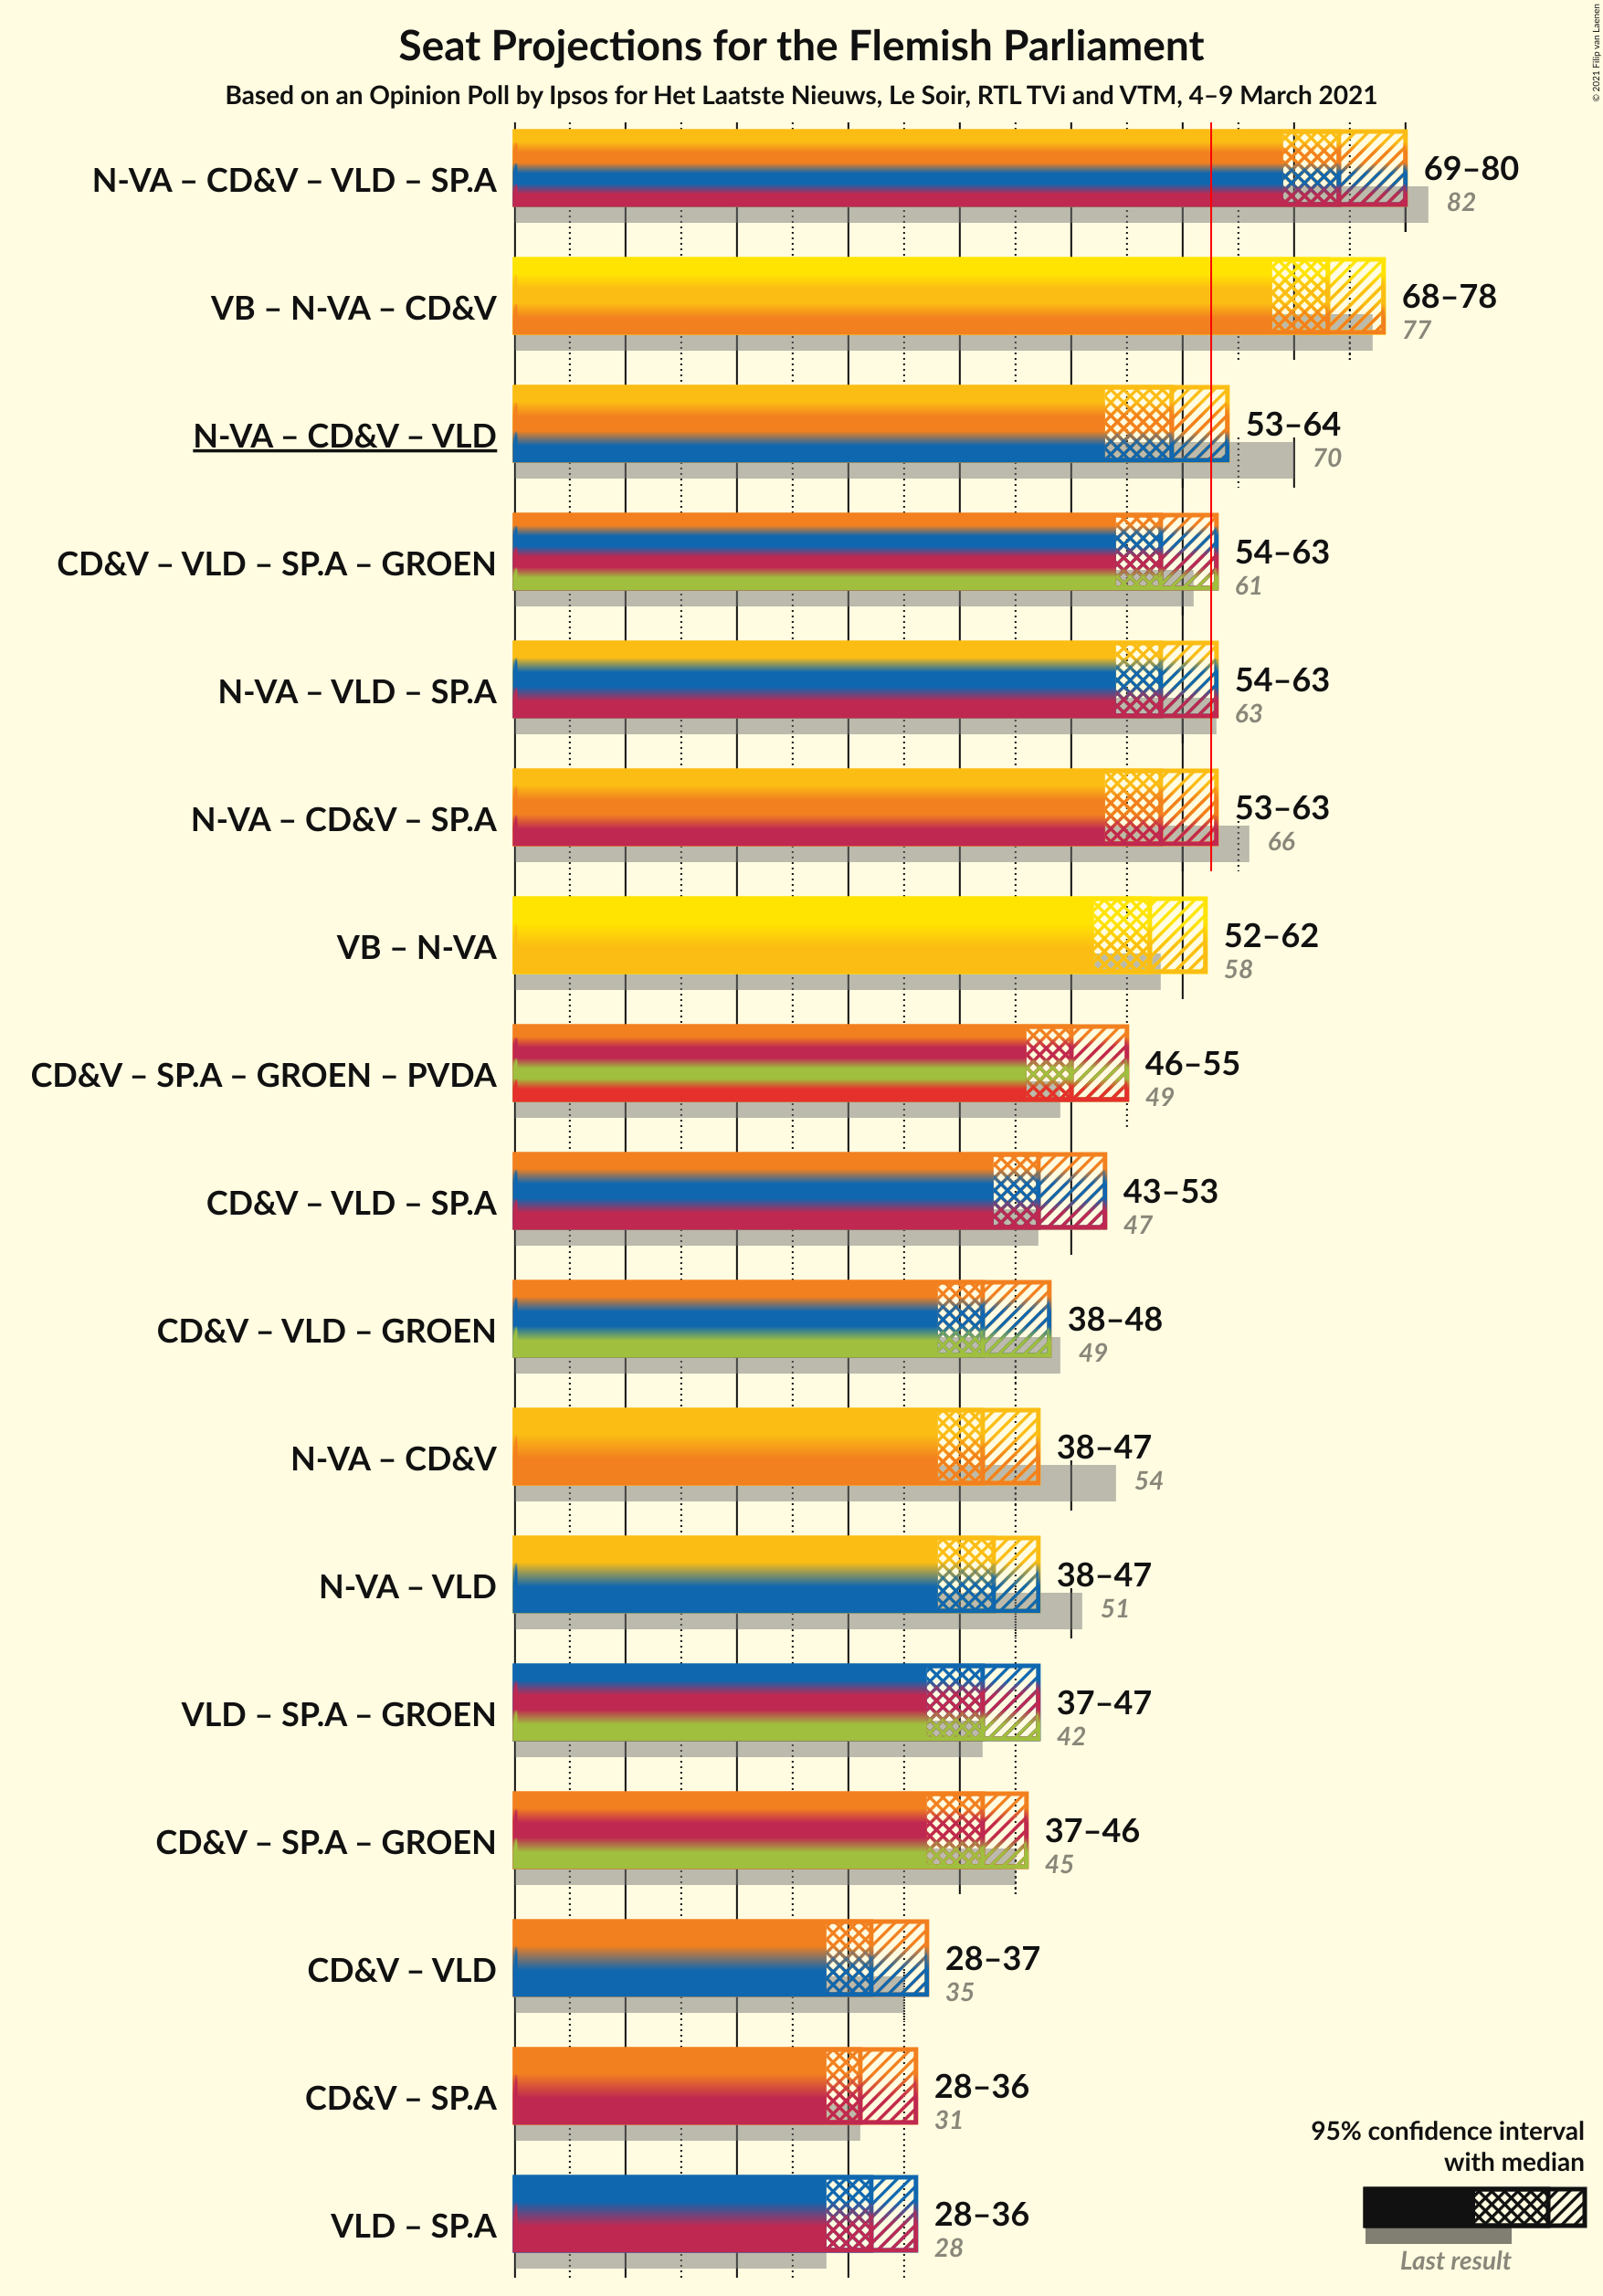 Seat Projections for the Flemish Parliament
Based on an Opinion Poll by Ipsos for Het Laatste Nieuws, Le Soir, RTL TVi and VTM, 4–9 March 2021
© 2021 Filip van Laenen
N-VA – CD&V – VLD – SP.A
69–80
82
VB – N-VA – CD&V
68–78
77
N-VA – CD&V – VLD
53–64
70
CD&V – VLD – SP.A – GROEN
54–63
61
N-VA – VLD – SP.A
54–63
63
N-VA – CD&V – SP.A
53–63
66
VB – N-VA
52–62
58
CD&V – SP.A – GROEN – PVDA
46–55
49
CD&V – VLD – SP.A
43–53
47
CD&V – VLD – GROEN
38–48
49
N-VA – CD&V
38–47
54
N-VA – VLD
38–47
51
VLD – SP.A – GROEN
37–47
42
CD&V – SP.A – GROEN
37–46
45
CD&V – VLD
28–37
35
CD&V – SP.A
28–36
31
VLD – SP.A
28–36
28
95% confidence interval
with median
Last result